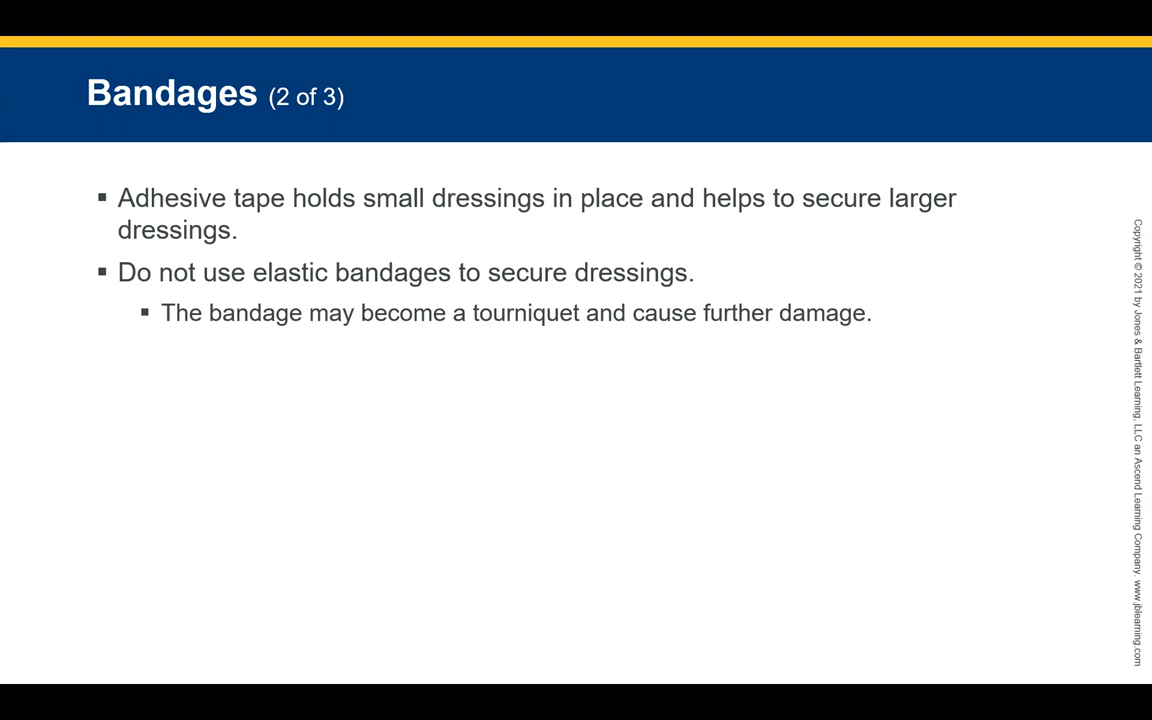 Bandages (2 of 3)
▪ Adhesive tape holds small dressings in place and helps to secure larger
dressings.
▪ Do not use elastic bandages to secure dressings.
▪ The bandage may become a tourniquet and cause further damage.
Copyright © 2021 by Jones & Bartlett Learning, LLC an Ascend Learning Company. www.jblearning.com